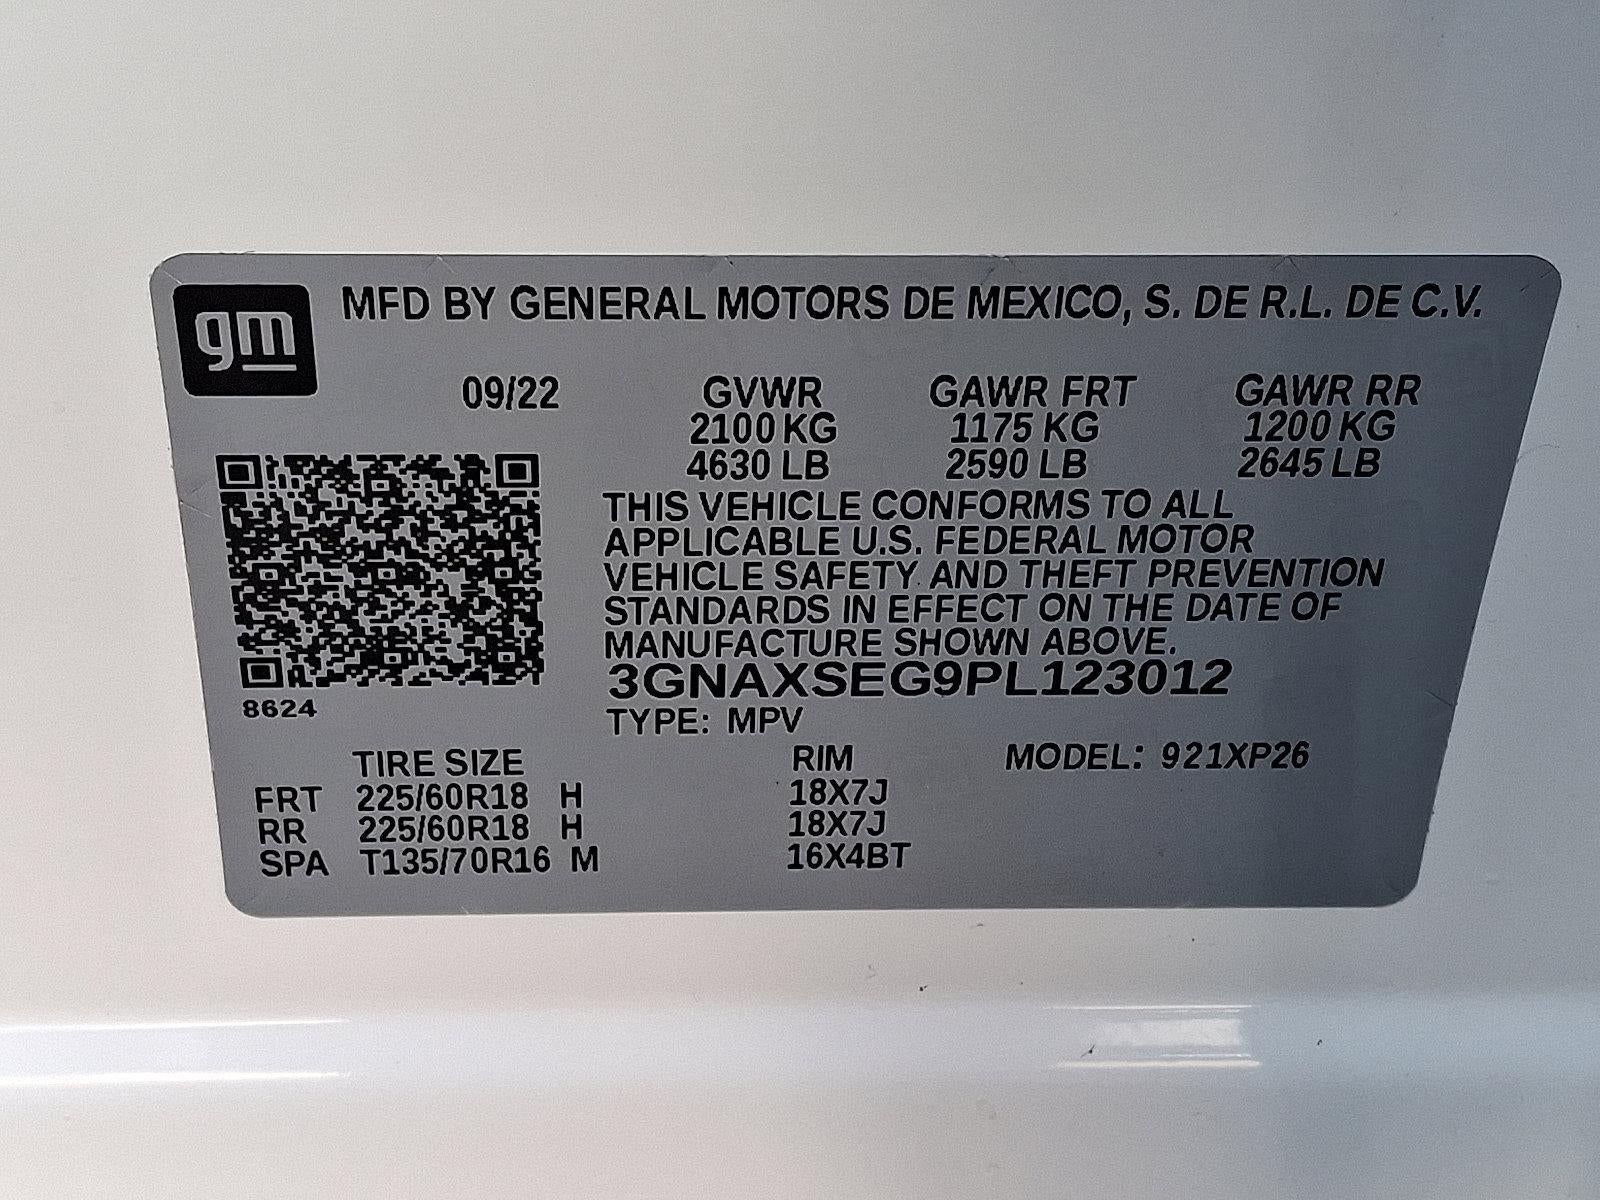 gm MFD BY GENERAL MOTORS DE MEXICO, S. DE R.L. DE C.V.
09/22 GVWR GAWR FRT GAWR RR
2100 KG 1175 KG 1200 KG
4630 LB 2590 LB 2645 LB
THIS VEHICLE CONFORMS TO ALL
APPLICABLE U.S. FEDERAL MOTOR
VEHICLE SAFETY AND THEFT PREVENTION
STANDARDS IN EFFECT ON THE DATE OF
MANUFACTURE SHOWN ABOVE.
3GNAXSEG9PL123012
8624
TYPE: MPV
TIRE SIZE RIM MODEL: 921XP26
FRT 225/60R18 H 18X7J
RR 225/60R18 H 18X7J
SPA T135/70R16 M 16X4BT